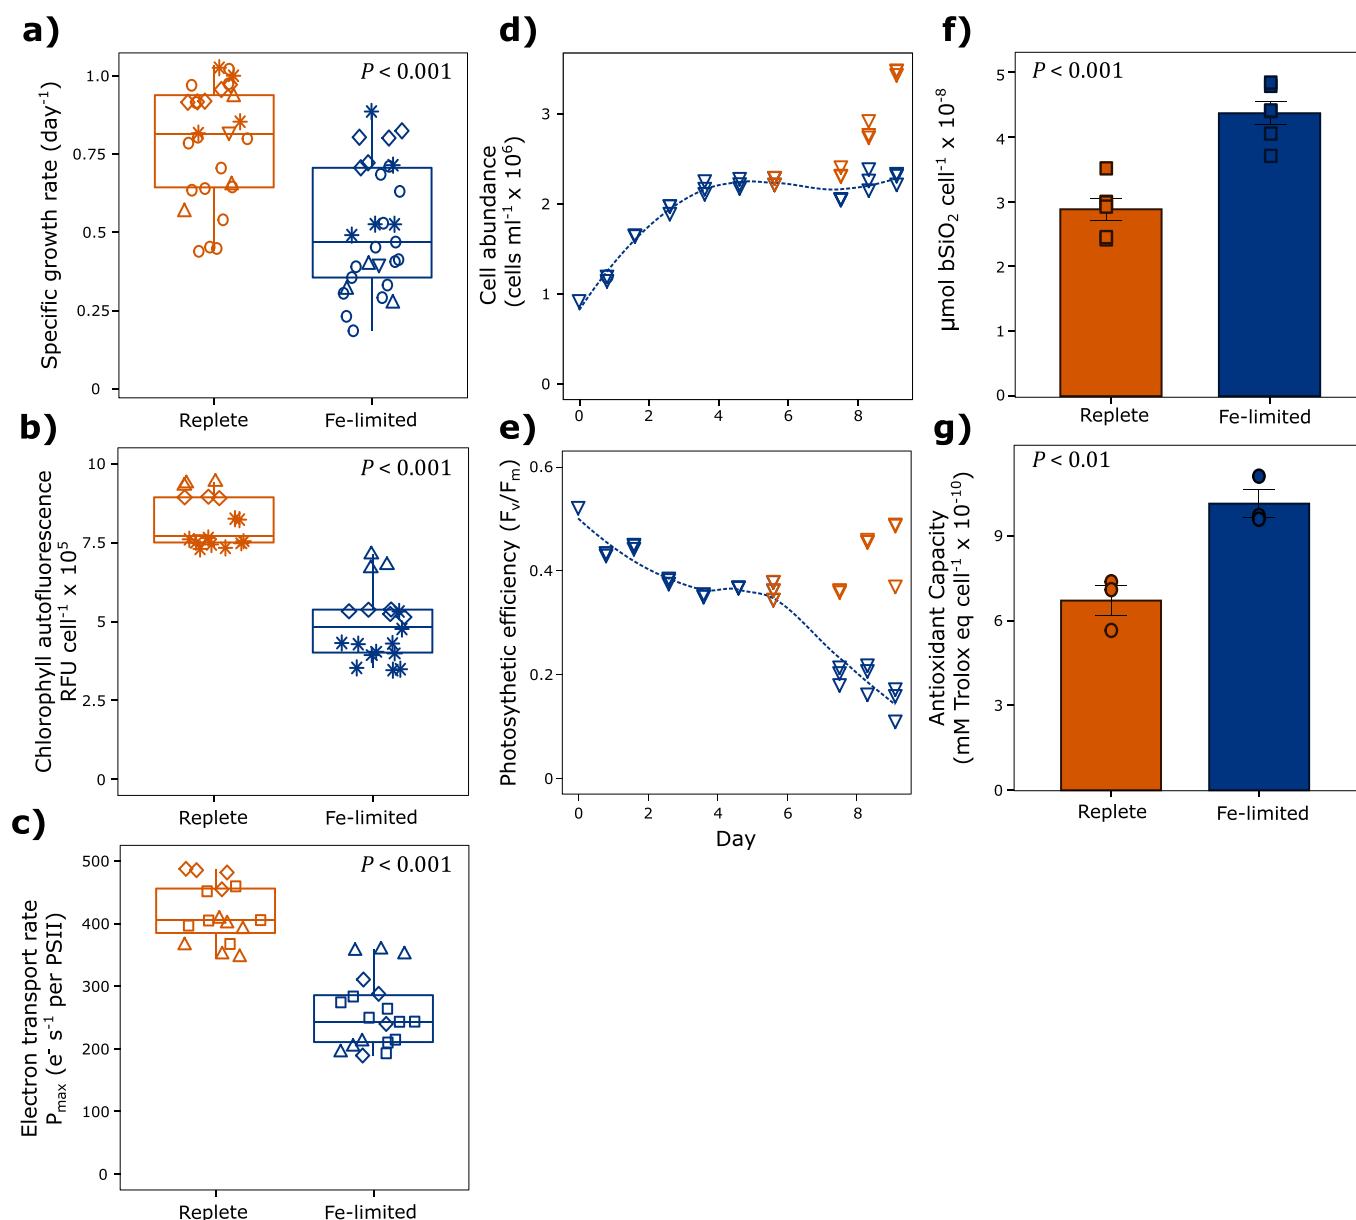 a)
P < 0.001
Specific growth rate (day-1)
1.0
0.75
0.5
0.25
0
Replete
Fe-limited
b)
P < 0.001
Chlorophyll autofluorescence
RFU cell-1 x 105
10
7.5
5
2.5
0
Replete
Fe-limited
c)
P < 0.001
Electron transport rate
Pmax (e- s-1 per PSII)
500
400
300
200
100
0
Replete
Fe-limited
d)
Cell abundance
(cells ml-1 x 106)
3
2
1
0
0
2
4
6
8
e)
Photosythetic efficiency (Fv/Fm)
0.6
0.4
0.2
0
0
2
4
6
8
Day
f)
P < 0.001
µmol bSiO2 cell-1 x 10-8
5
4
3
2
1
0
Replete
Fe-limited
g)
P < 0.01
Antioxidant Capacity
(mM Trolox eq cell-1 x 10-10)
9
6
3
0
Replete
Fe-limited